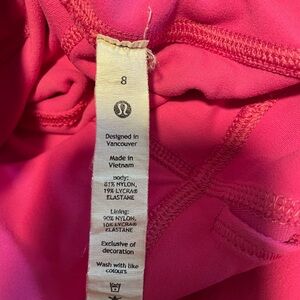 8
Designed in
Vancouver
Made in
Vietnam
Body:
81% NYLON,
19% LYCRA®
ELASTANE
Lining:
90% NYLON,
10% LYCRA®
ELASTANE
Exclusive of
decoration
Wash with like
colours